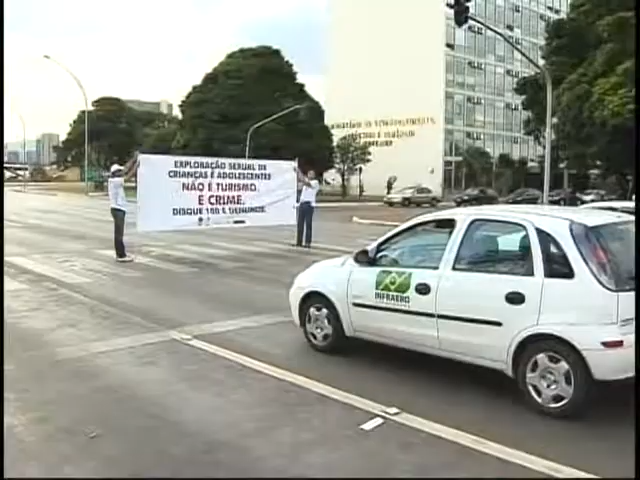 EXPLORAÇÃO SEXUAL DE
CRIANÇAS E ADOLESCENTES
NÃO É TURISMO.
É CRIME.
DISQUE 100 E DENUNCIE.
INFRAERO